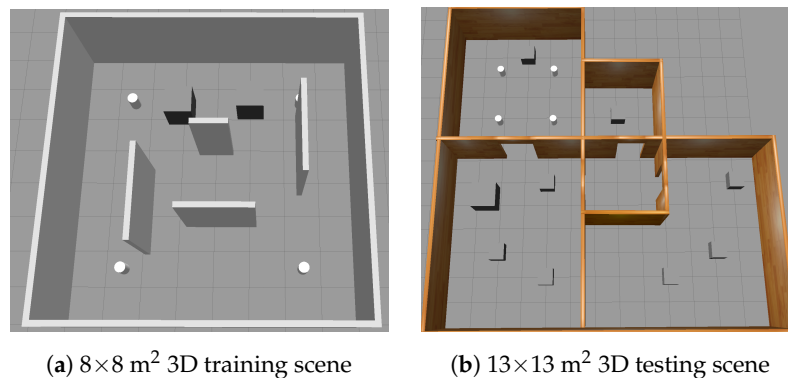 (a) 8×8 m² 3D training scene
(b) 13×13 m² 3D testing scene